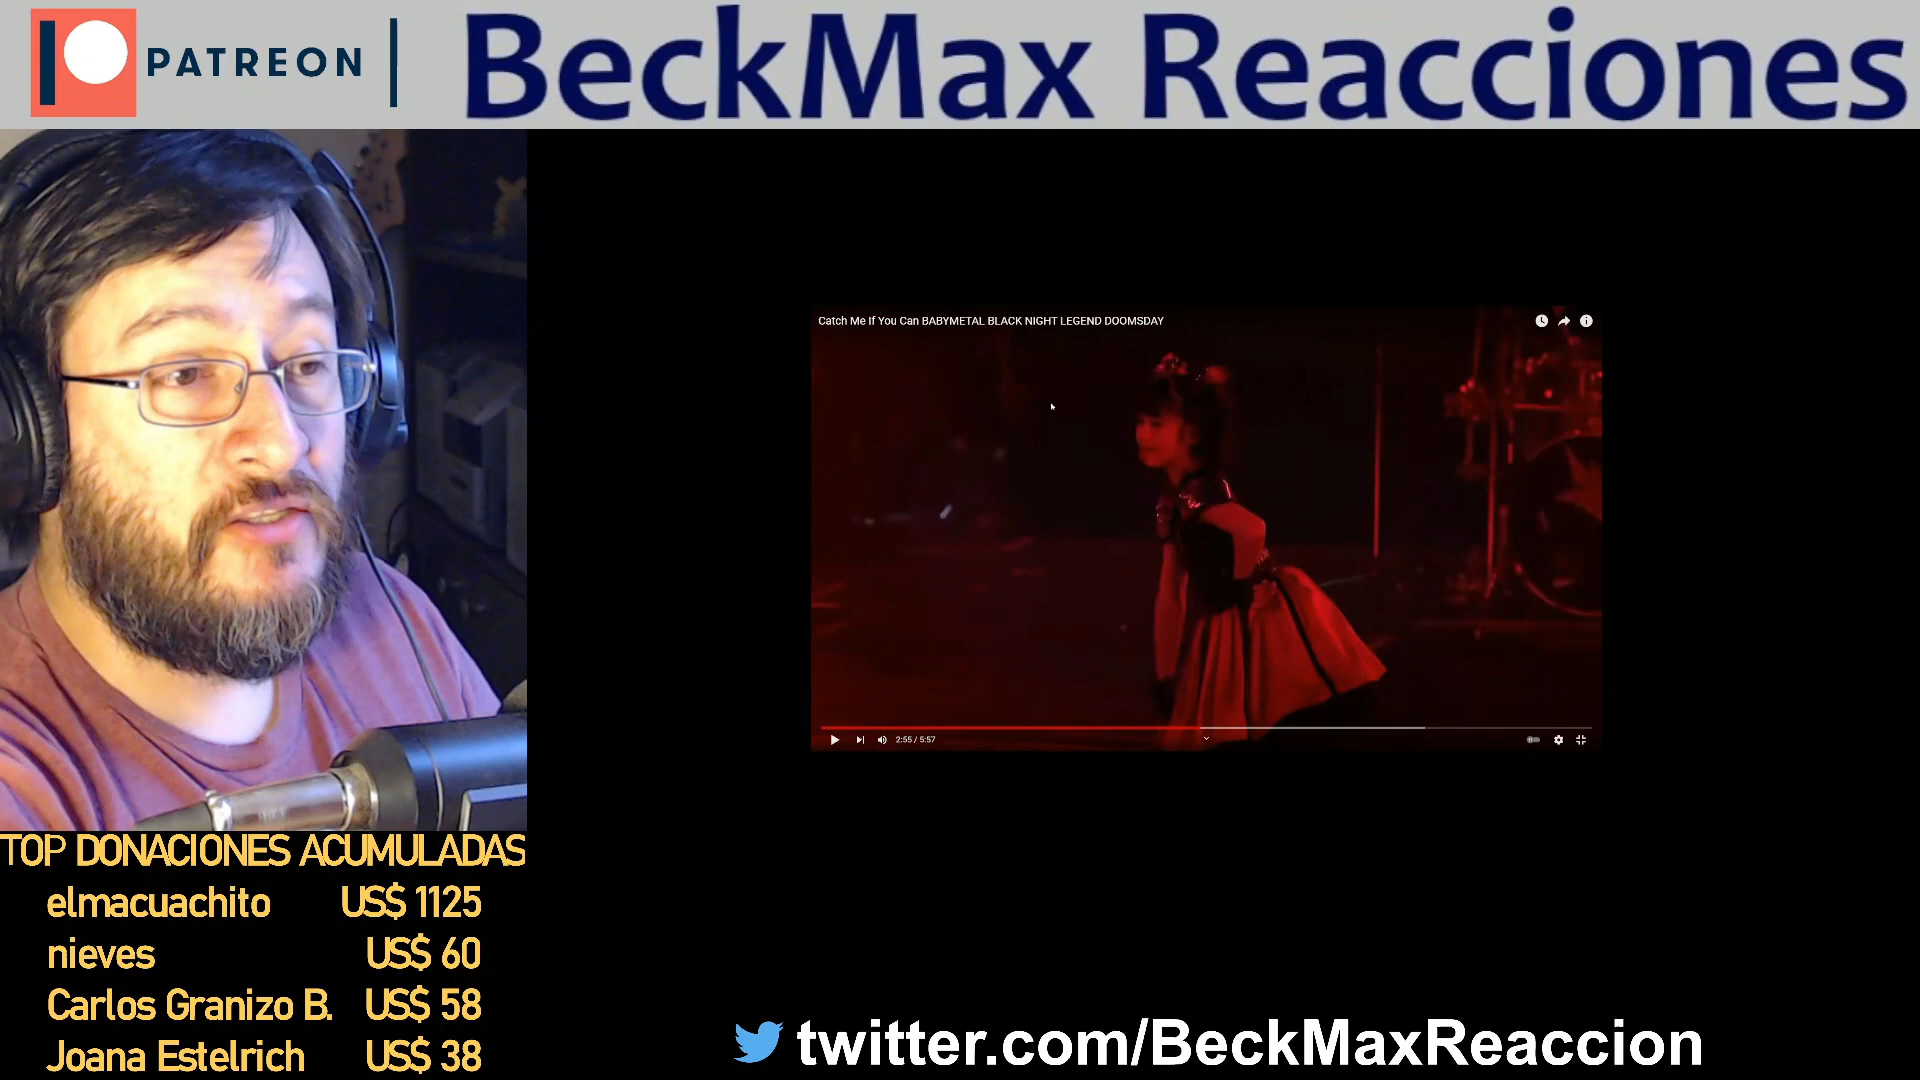 PATREON
BeckMax Reacciones
Catch Me If You Can BABYMETAL BLACK NIGHT LEGEND DOOMSDAY
2:55 / 5:57
TOP DONACIONES ACUMULADAS
elmacuachito US$ 1125
nieves US$ 60
Carlos Granizo B. US$ 58
Joana Estelrich US$ 38
twitter.com/BeckMaxReaccion